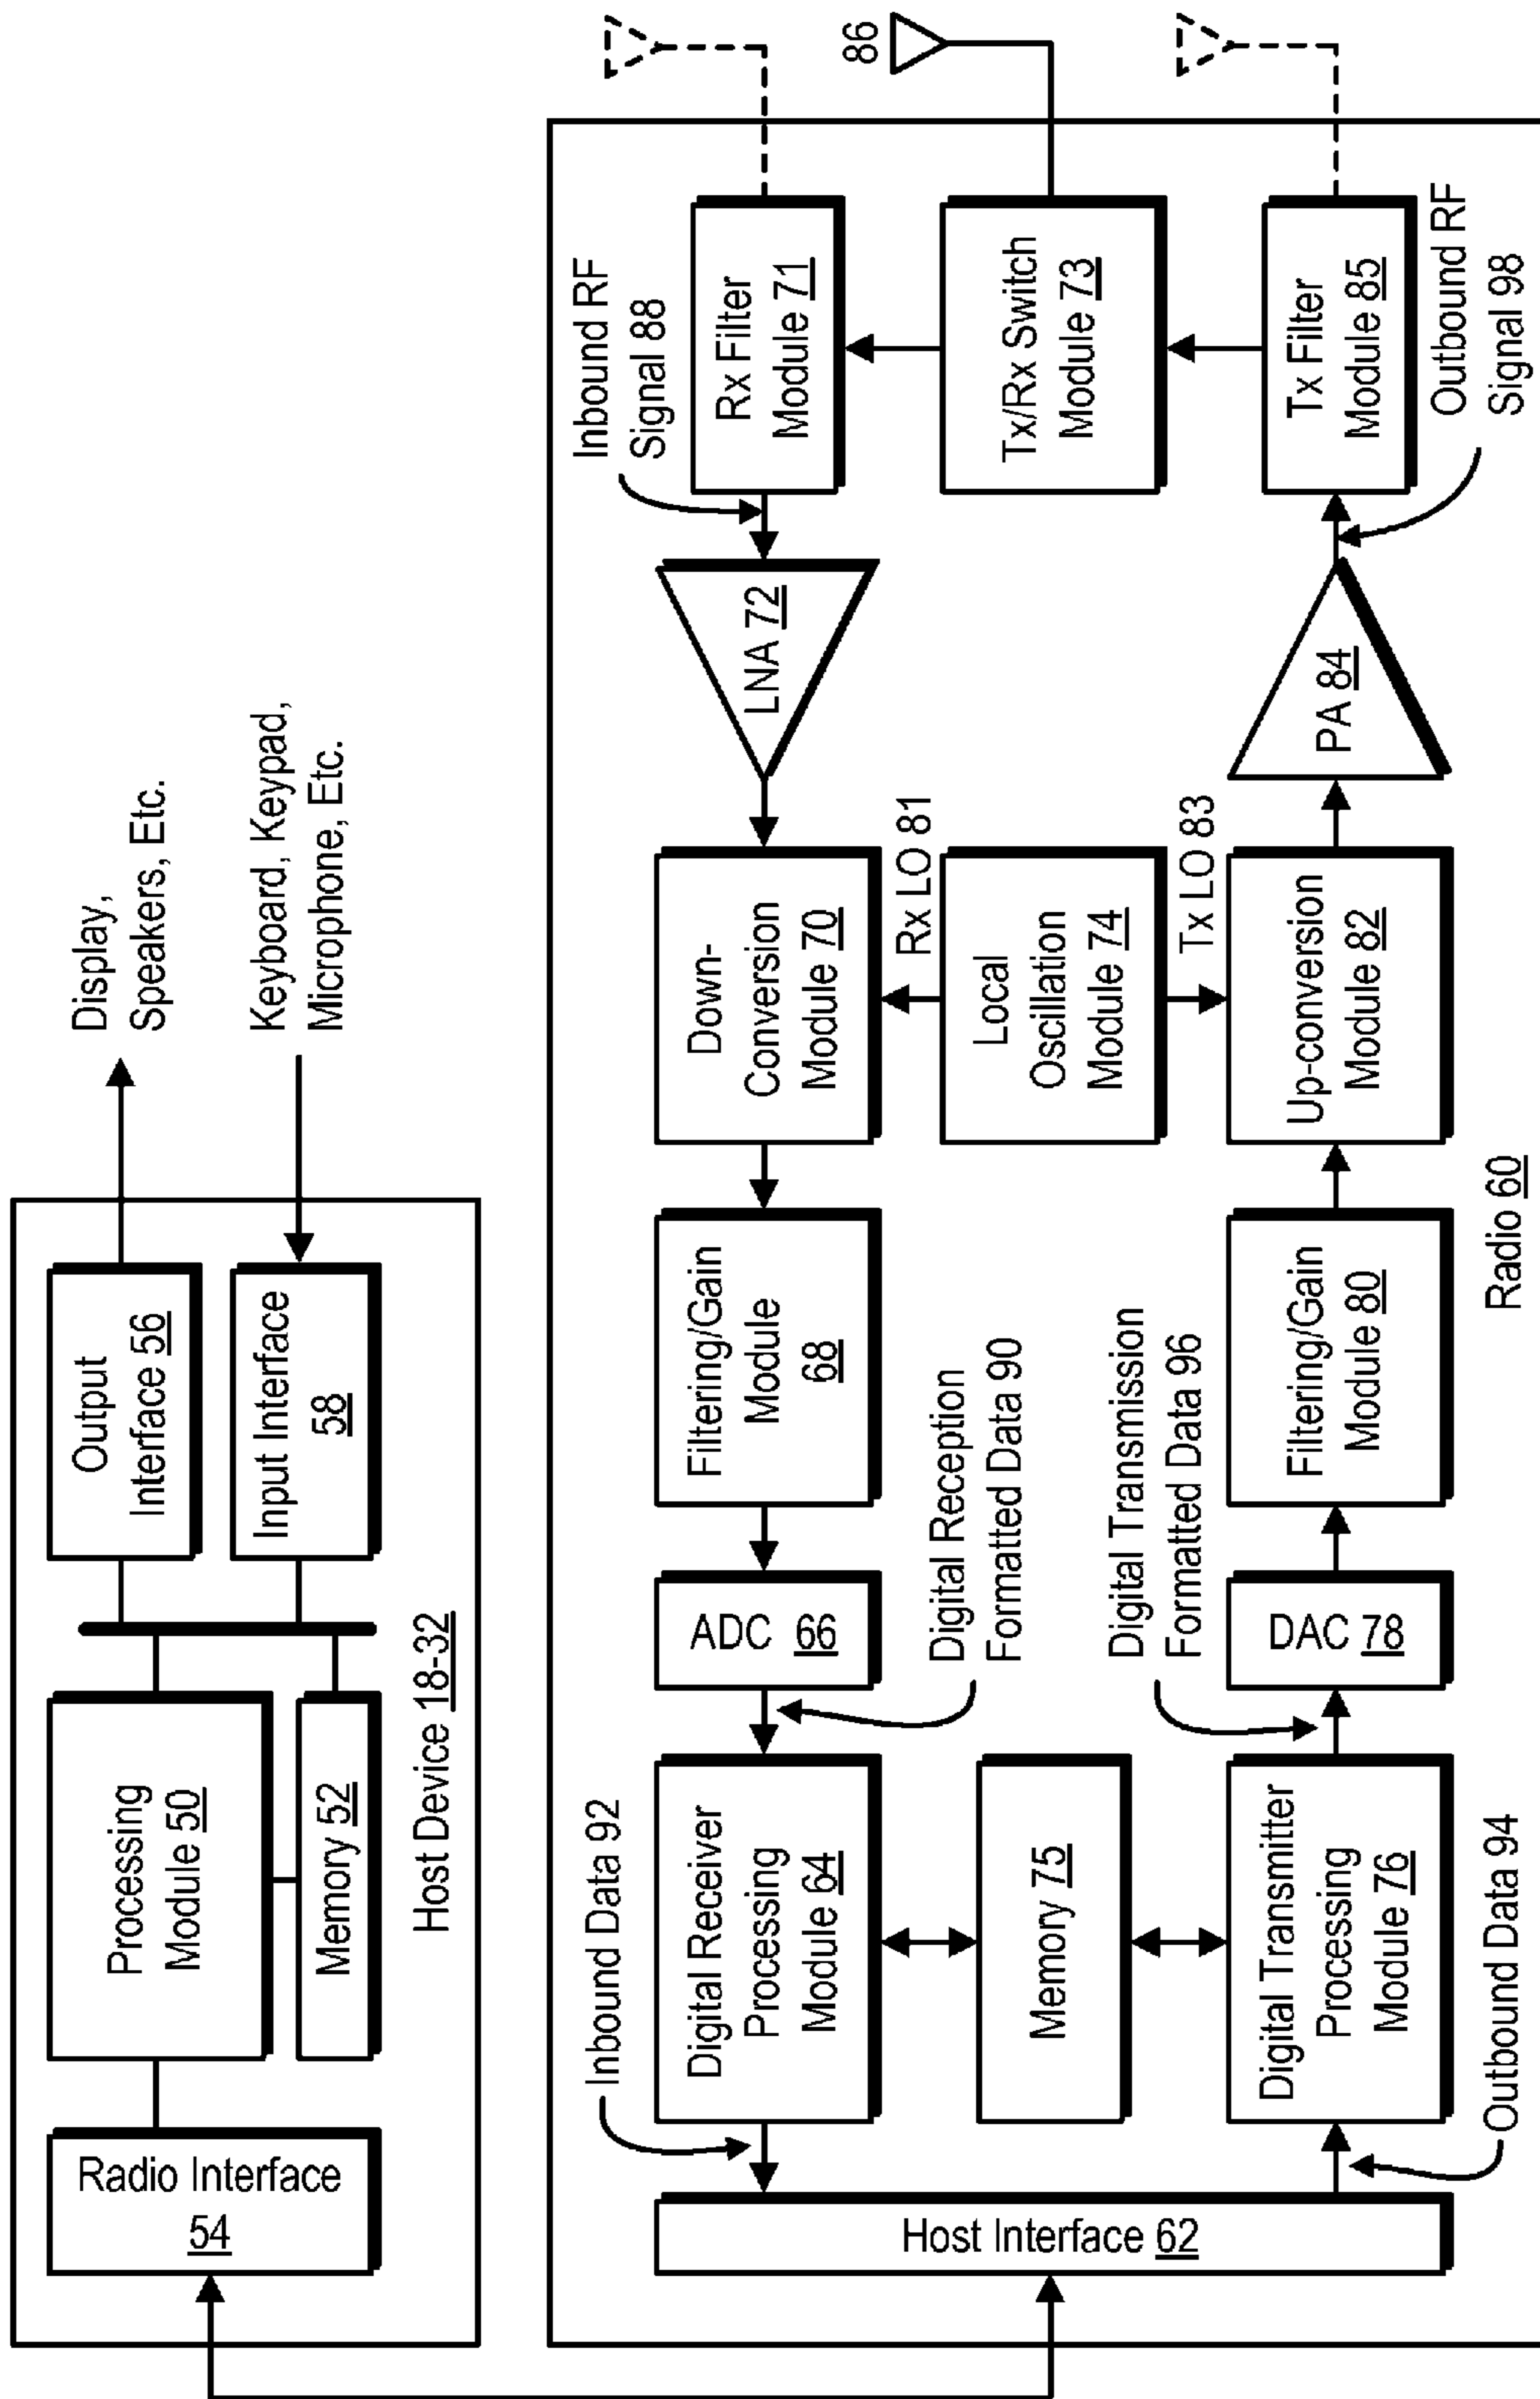 Radio Interface
54
Processing
Module 50
Memory 52
Output
Interface 56
Input Interface
58
Display,
Speakers, Etc.
Keyboard, Keypad,
Microphone, Etc.
Host Device 18-32
Host Interface 62
Inbound Data 92
Digital Receiver
Processing
Module 64
ADC 66
Digital Reception
Formatted Data 90
Filtering/Gain
Module
68
Down-
Conversion
Module 70
LNA 72
Inbound RF
Signal 88
Rx Filter
Module 71
Memory 75
Rx LO 81
Local
Oscillation
Module 74
Tx LO 83
Tx/Rx Switch
Module 73
86
Outbound Data 94
Digital Transmitter
Processing
Module 76
Digital Transmission
Formatted Data 96
DAC 78
Filtering/Gain
Module 80
Up-conversion
Module 82
PA 84
Tx Filter
Module 85
Outbound RF
Signal 98
Radio 60